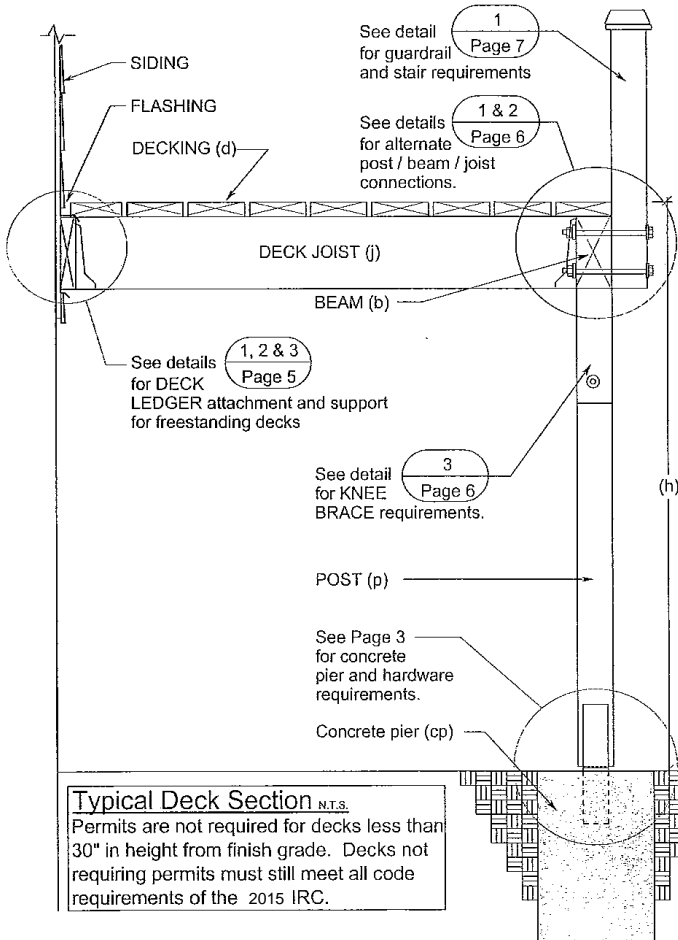 SIDING
FLASHING
DECKING (d)
See detail
for guardrail
and stair requirements
1
Page 7
See details
for alternate
post / beam / joist
connections.
1 & 2
Page 6
DECK JOIST (j)
BEAM (b)
See details
for DECK
LEDGER attachment and support
for freestanding decks
1, 2 & 3
Page 5
See detail
for KNEE
BRACE requirements.
3
Page 6
(h)
POST (p)
See Page 3
for concrete
pier and hardware
requirements.
Concrete pier (cp)
Typical Deck Section N.T.S.
Permits are not required for decks less than
30" in height from finish grade. Decks not
requiring permits must still meet all code
requirements of the 2015 IRC.